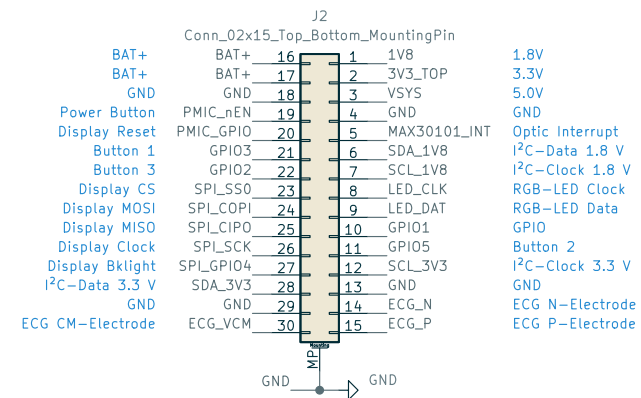 J2
Conn_02x15_Top_Bottom_MountingPin
BAT+ BAT+ 16 1 1V8 1.8V
BAT+ BAT+ 17 2 3V3_TOP 3.3V
GND GND 18 3 VSYS 5.0V
Power Button PMIC_nEN 19 4 GND GND
Display Reset PMIC_GPIO 20 5 MAX30101_INT Optic Interrupt
Button 1 GPIO3 21 6 SDA_1V8 I²C-Data 1.8 V
Button 3 GPIO2 22 7 SCL_1V8 I²C-Clock 1.8 V
Display CS SPI_SS0 23 8 LED_CLK RGB-LED Clock
Display MOSI SPI_COPI 24 9 LED_DAT RGB-LED Data
Display MISO SPI_CIPO 25 10 GPIO1 GPIO
Display Clock SPI_SCK 26 11 GPIO5 Button 2
Display Bklight SPI_GPIO4 27 12 SCL_3V3 I²C-Clock 3.3 V
I²C-Data 3.3 V SDA_3V3 28 13 GND GND
GND GND 29 14 ECG_N ECG N-Electrode
ECG CM-Electrode ECG_VCM 30 15 ECG_P ECG P-Electrode
Mounting
MP
GND GND